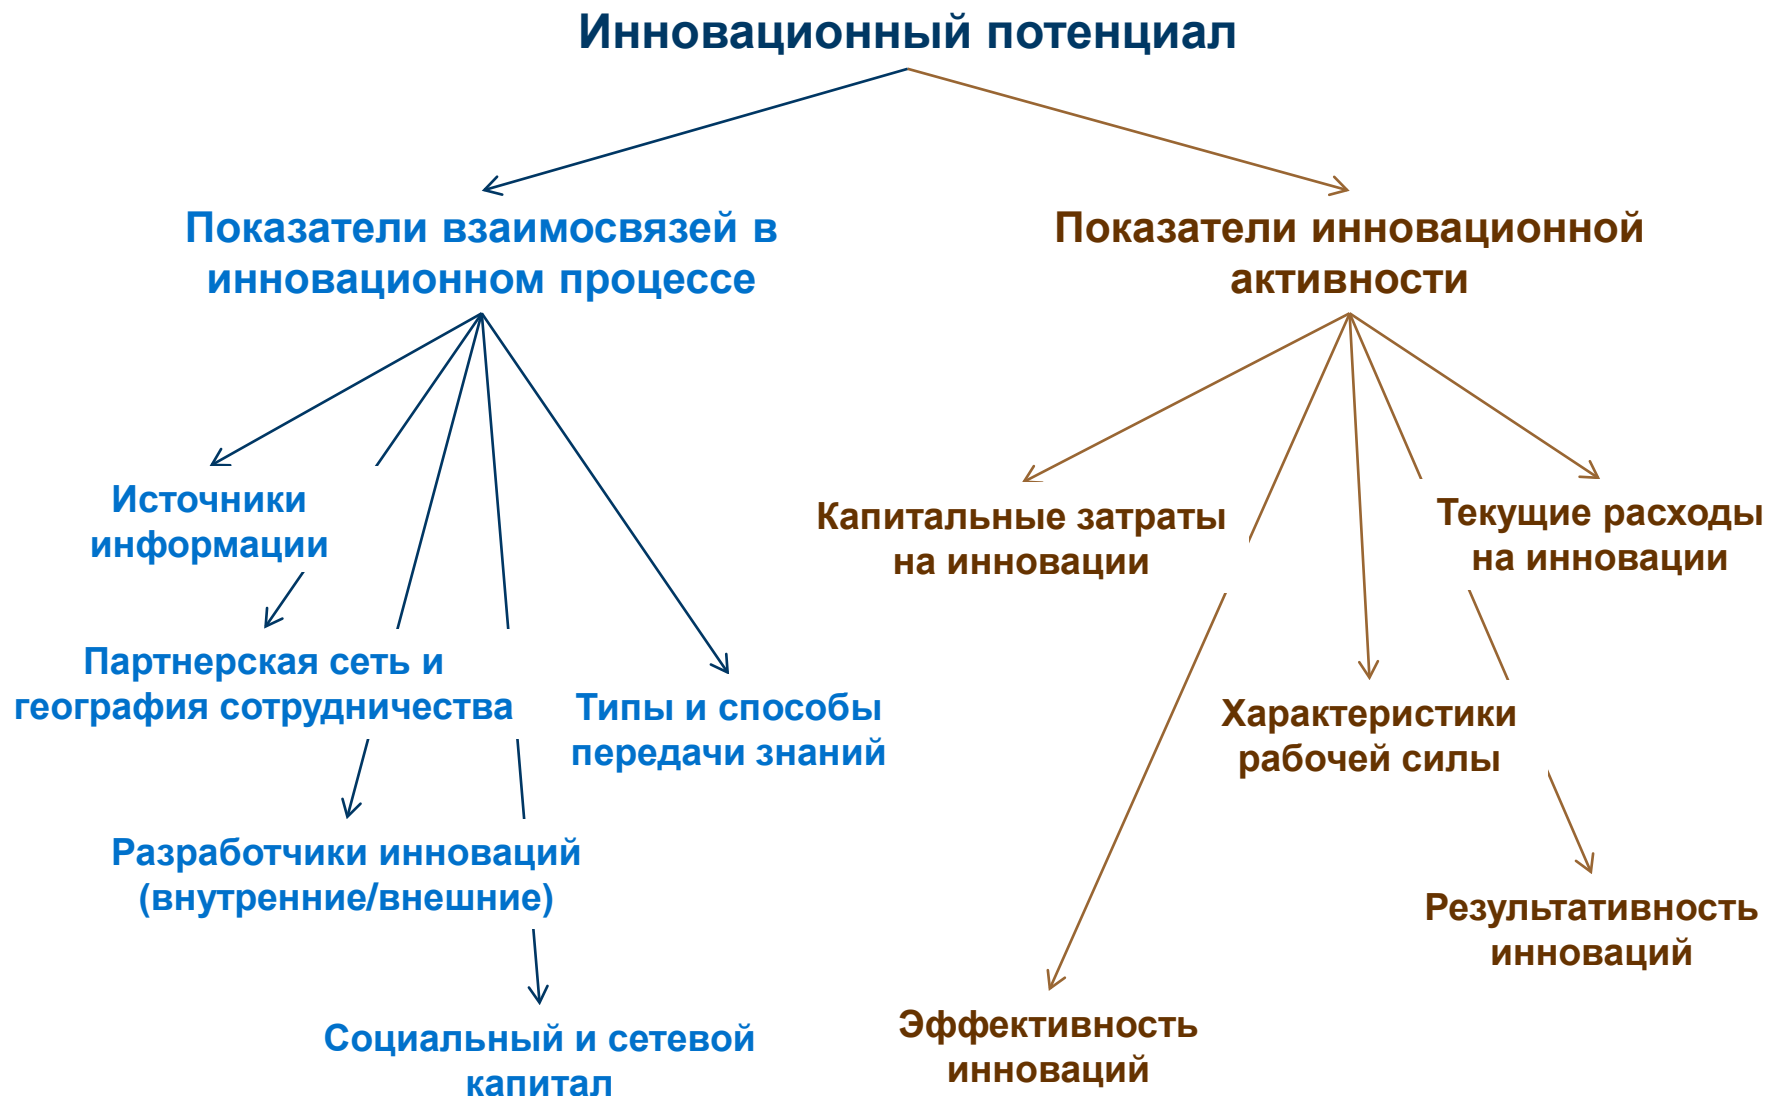 Инновационный потенциал
Показатели взаимосвязей в
инновационном процессе
Показатели инновационной
активности
Источники
информации
Партнерская сеть и
география сотрудничества
Типы и способы
передачи знаний
Разработчики инноваций
(внутренние/внешние)
Социальный и сетевой
капитал
Капитальные затраты
на инновации
Текущие расходы
на инновации
Характеристики
рабочей силы
Результативность
инноваций
Эффективность
инноваций